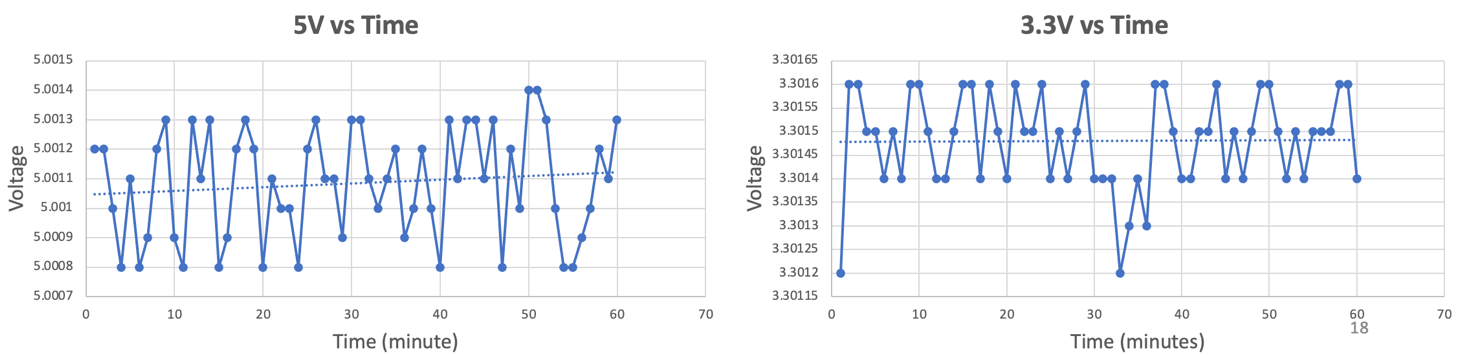 5V vs Time
5.0015
5.0014
5.0013
5.0012
5.0011
5.001
5.0009
5.0008
5.0007
Voltage
0 10 20 30 40 50 60 70
Time (minute)
3.3V vs Time
3.30165
3.3016
3.30155
3.3015
3.30145
3.3014
3.30135
3.3013
3.30125
3.3012
3.30115
Voltage
0 10 20 30 40 50 60 70
Time (minutes)
18